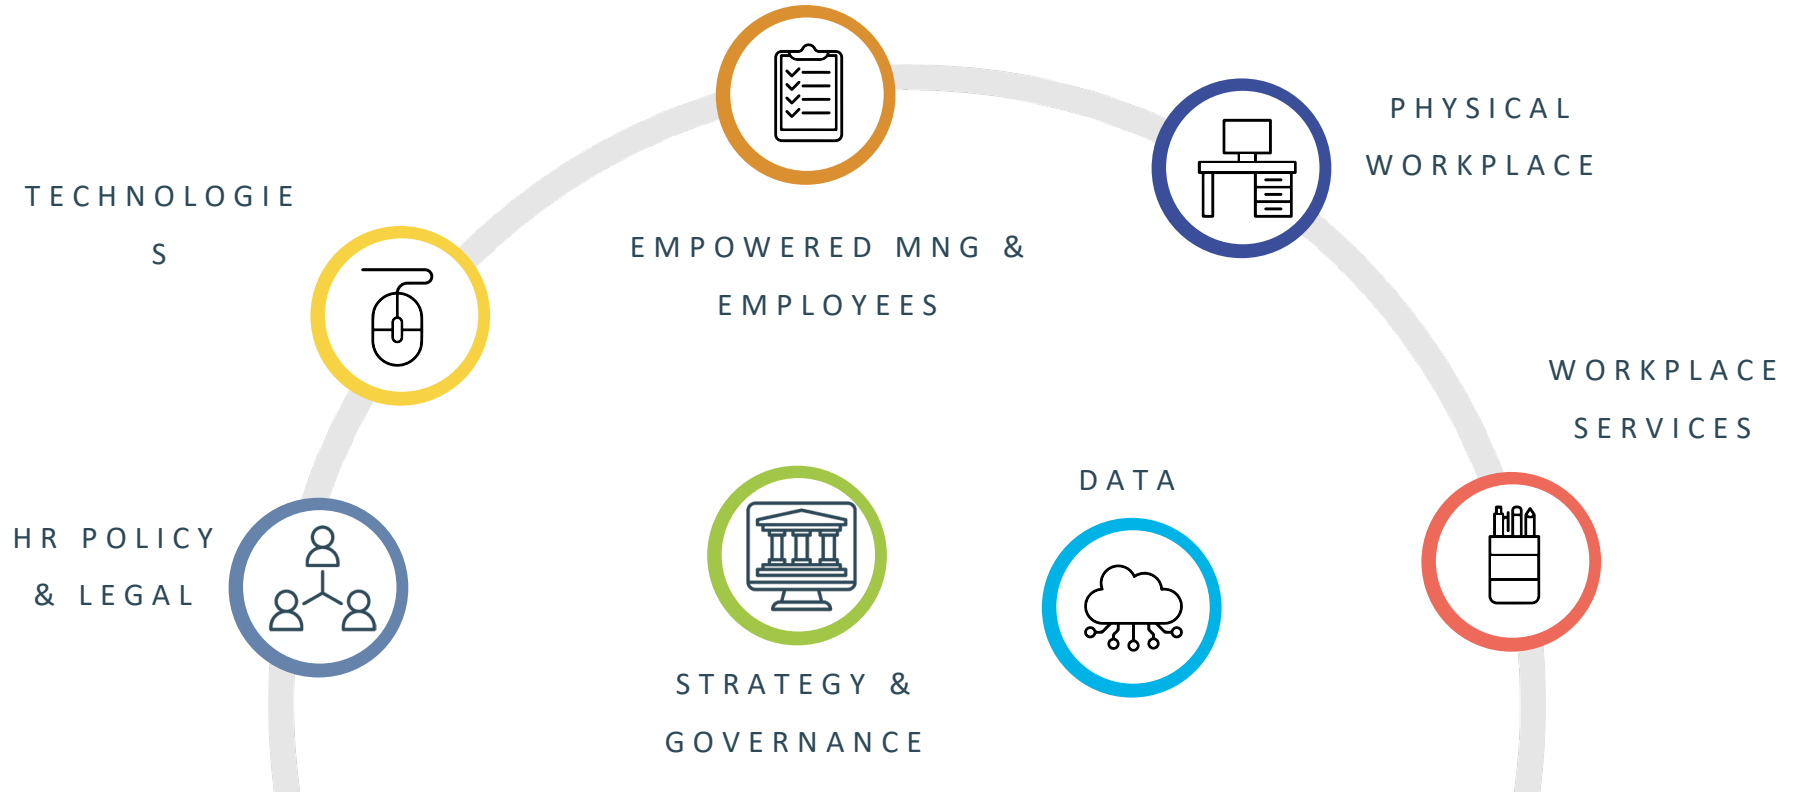 TECHNOLOGIE
S
EMPOWERED MNG &
EMPLOYEES
PHYSICAL
WORKPLACE
WORKPLACE
SERVICES
HR POLICY
& LEGAL
STRATEGY &
GOVERNANCE
DATA